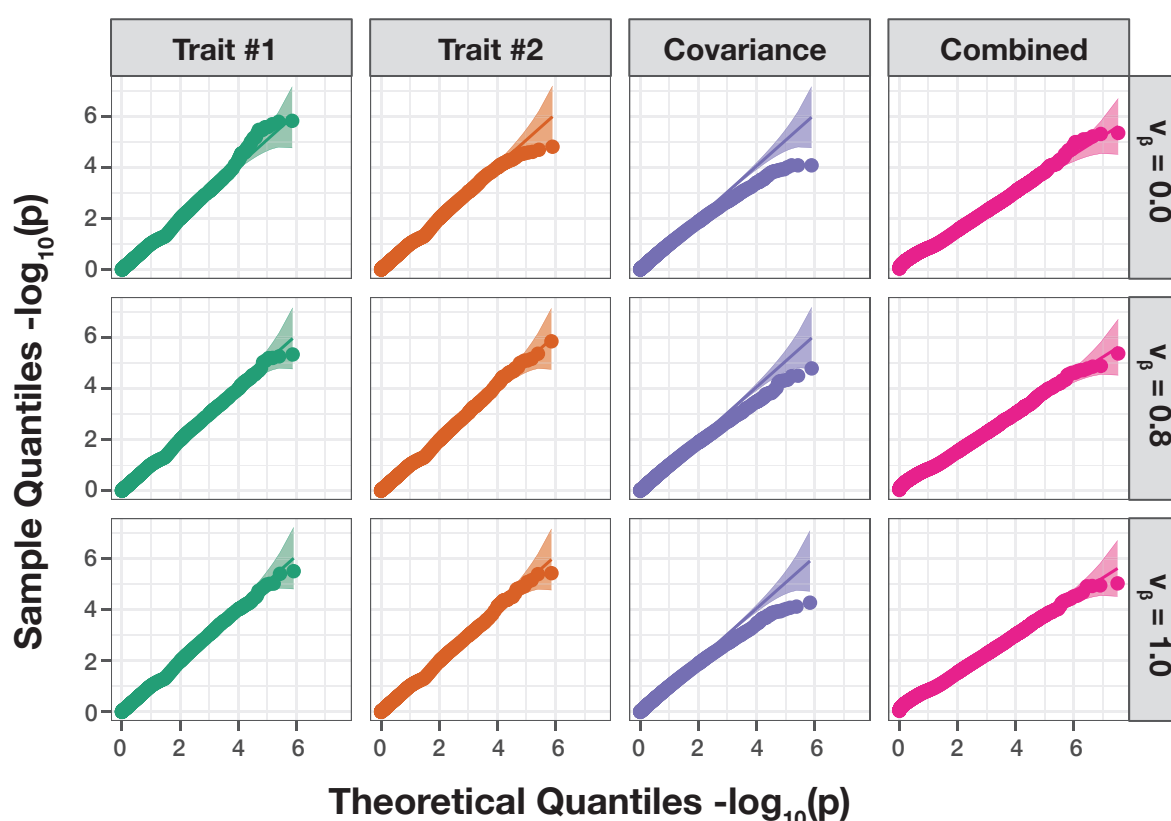 Trait #1 Trait #2 Covariance Combined
Sample Quantiles -log10(p)
6
4
2
0
vβ = 0.0
6
4
2
0
vβ = 0.8
6
4
2
0
vβ = 1.0
0 2 4 6 0 2 4 6 0 2 4 6 0 2 4 6
Theoretical Quantiles -log10(p)